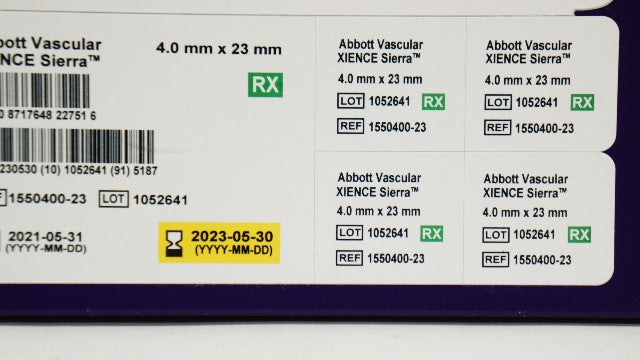 bott Vascular 4.0 mm x 23 mm
IENCE Sierra™
RX
0 8717648 22751 6
230530 (10) 1052641 (91) 5187
1550400-23 LOT 1052641
2021-05-31
(YYYY-MM-DD)
2023-05-30
(YYYY-MM-DD)
Abbott Vascular
XIENCE Sierra™
4.0 mm x 23 mm
LOT 1052641 RX
REF 1550400-23
Abbott Vascular
XIENCE Sierra™
4.0 mm x 23 mm
LOT 1052641 RX
REF 1550400-23
Abbott Vascular
XIENCE Sierra™
4.0 mm x 23 mm
LOT 1052641 RX
REF 1550400-23
Abbott Vascular
XIENCE Sierra™
4.0 mm x 23 mm
LOT 1052641 RX
REF 1550400-23